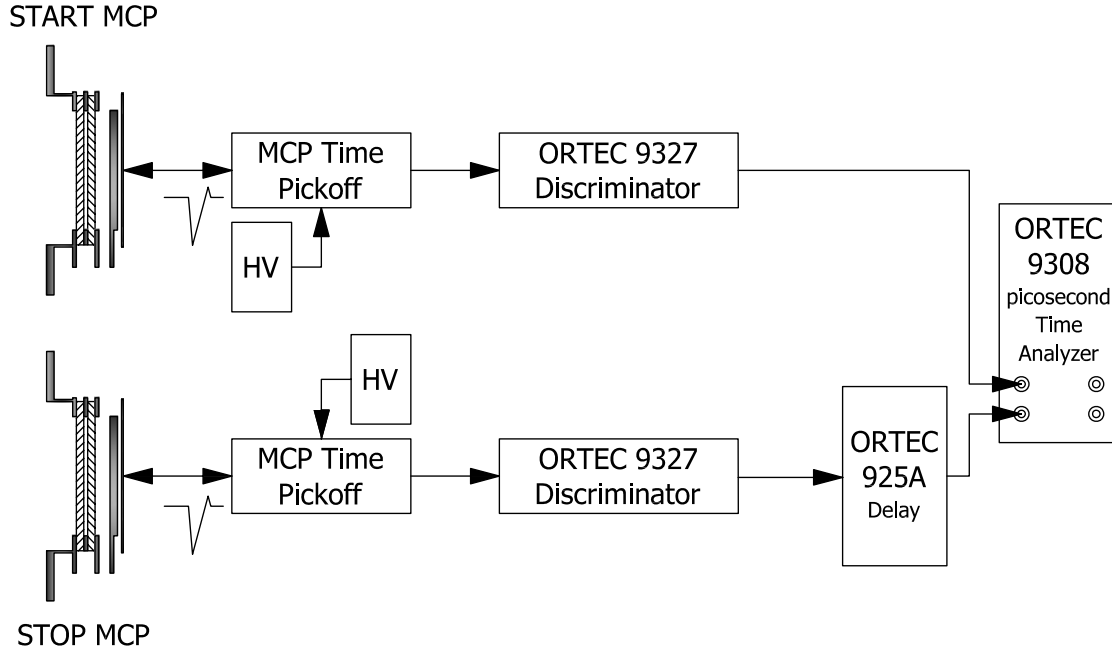 START MCP
MCP Time
Pickoff
HV
ORTEC 9327
Discriminator
ORTEC
9308
picosecond
Time
Analyzer
HV
MCP Time
Pickoff
ORTEC 9327
Discriminator
ORTEC
925A
Delay
STOP MCP